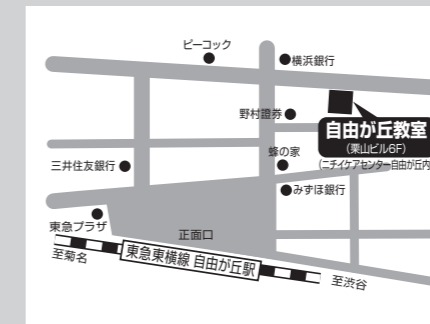 ピーコック
横浜銀行
野村證券
自由が丘教室
(栗山ビル6F)
(ニチイケアセンター自由が丘内
蜂の家
三井住友銀行
みずほ銀行
東急プラザ
正面口
至菊名
東急東横線 自由が丘駅
至渋谷